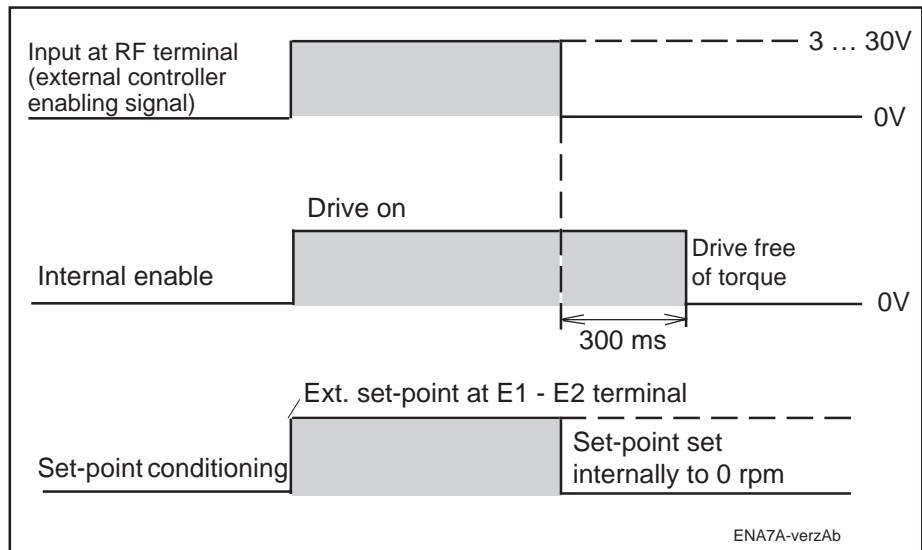 Input at RF terminal
(external controller
enabling signal)
3 … 30V
0V
Drive on
Internal enable
Drive free
of torque
0V
300 ms
Ext. set-point at E1 - E2 terminal
Set-point conditioning
Set-point set
internally to 0 rpm
ENA7A-verzAb